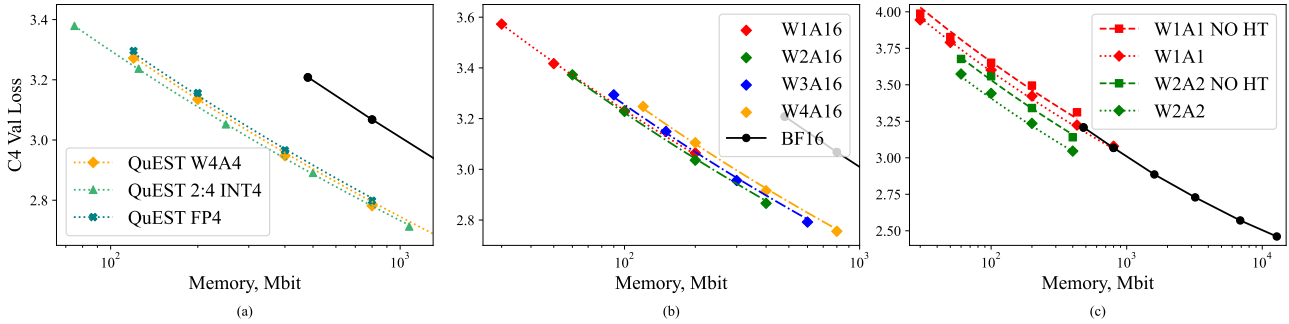 C4 Val Loss
3.4
3.2
3.0
2.8
QuEST W4A4
QuEST 2:4 INT4
QuEST FP4
10²
10³
Memory, Mbit
(a)
3.6
3.4
3.2
3.0
2.8
W1A16
W2A16
W3A16
W4A16
BF16
10²
10³
Memory, Mbit
(b)
4.00
3.75
3.50
3.25
3.00
2.75
2.50
W1A1 NO HT
W1A1
W2A2 NO HT
W2A2
10²
10³
10⁴
Memory, Mbit
(c)